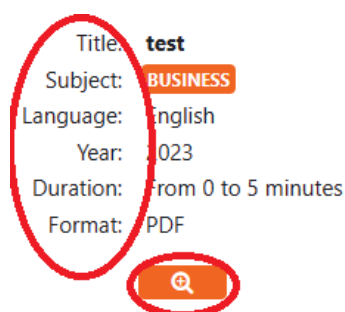 Title: test
Subject: BUSINESS
Language: English
Year: 2023
Duration: From 0 to 5 minutes
Format: PDF